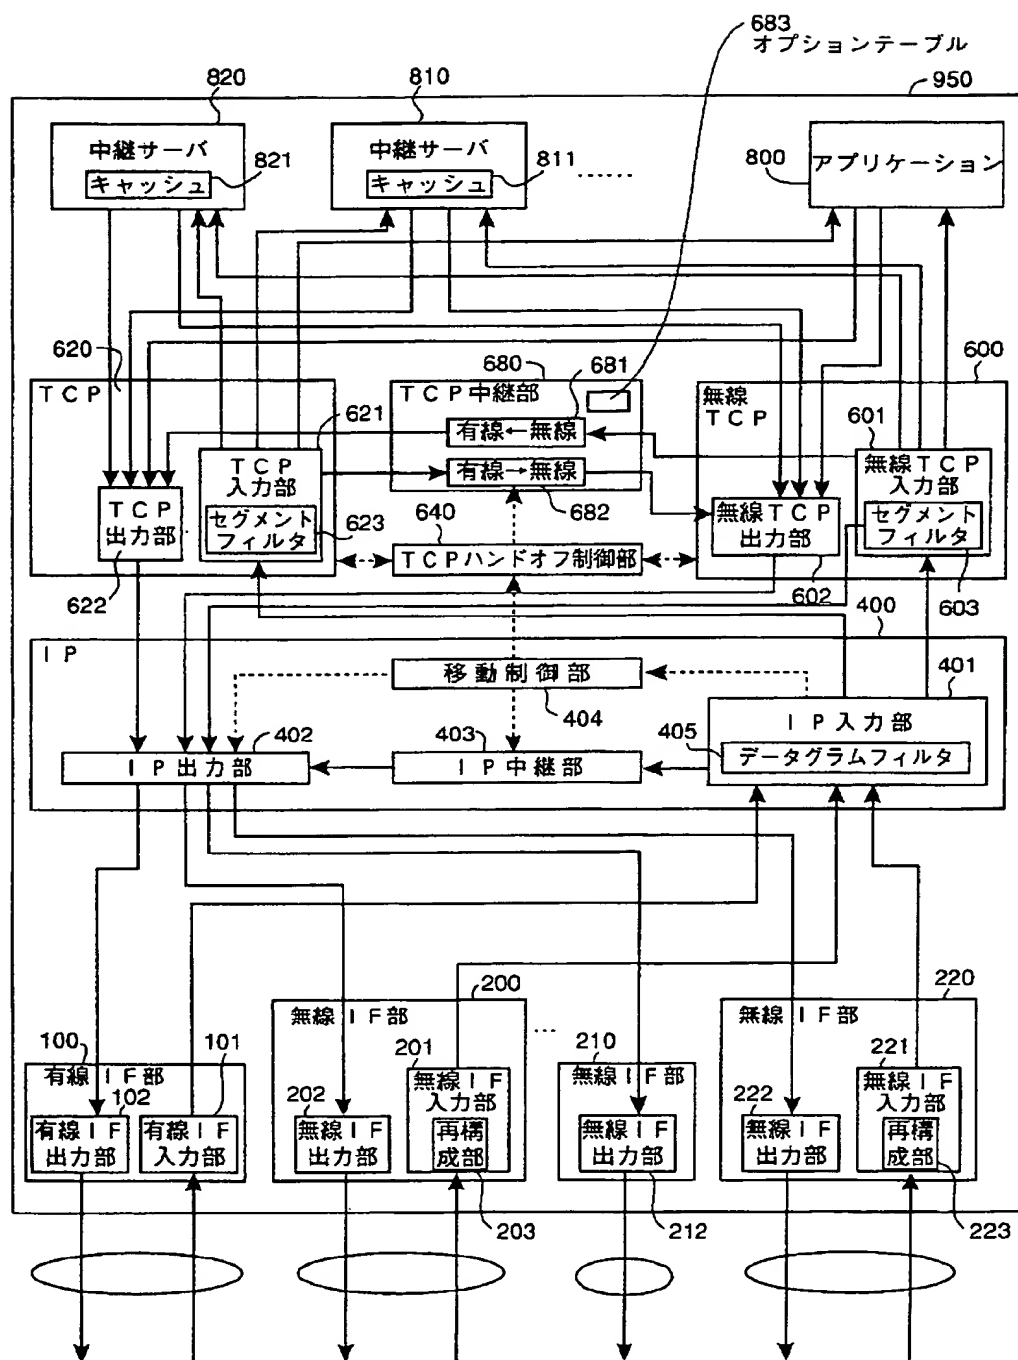 683
オプションテーブル
820
810
950
中継サーバ
821
キャッシュ
中継サーバ
811
キャッシュ
……
800
アプリケーション
620
680
681
600
ＴＣＰ
621
ＴＣＰ中継部
無線
ＴＣＰ
601
有線←無線
ＴＣＰ
入力部
無線ＴＣＰ
入力部
有線→無線
ＴＣＰ
出力部
セグメント
フィルタ
623
640
682
無線ＴＣＰ
出力部
セグメント
フィルタ
ＴＣＰハンドオフ制御部
622
602
603
400
ＩＰ
移動制御部
401
404
ＩＰ入力部
402
403
405
データグラムフィルタ
ＩＰ出力部
ＩＰ中継部
200
220
無線ＩＦ部
…
無線ＩＦ部
100
101
201
210
221
有線ＩＦ部
無線ＩＦ
入力部
無線ＩＦ部
無線ＩＦ
入力部
102
202
222
有線ＩＦ
出力部
有線ＩＦ
入力部
無線ＩＦ
出力部
再構
成部
無線ＩＦ
出力部
無線ＩＦ
出力部
再構
成部
203
212
223